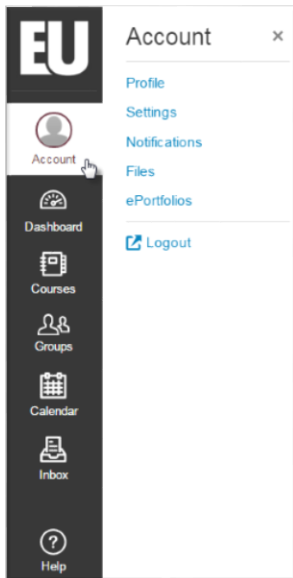 EU
Account
Dashboard
Courses
Groups
Calendar
Inbox
Help
Account ×
Profile
Settings
Notifications
Files
ePortfolios
Logout